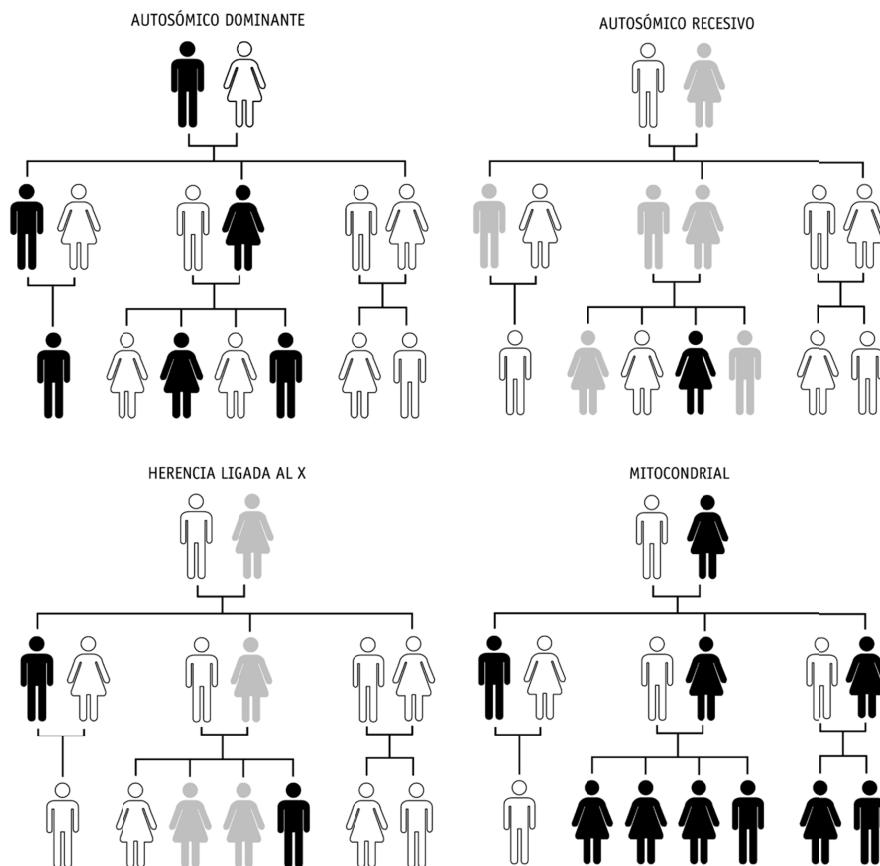 AUTOSÓMICO DOMINANTE
AUTOSÓMICO RECESIVO
HERENCIA LIGADA AL X
MITOCONDRIAL